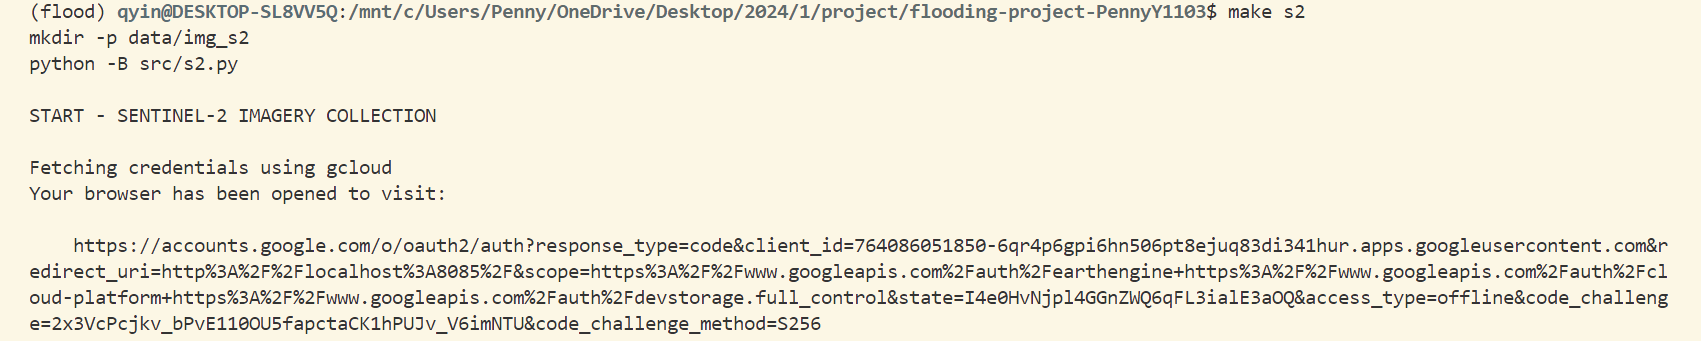 (flood) qyin@DESKTOP-SL8VV5Q:/mnt/c/Users/Penny/OneDrive/Desktop/2024/1/project/flooding-project-PennyY1103$ make s2
mkdir -p data/img_s2
python -B src/s2.py
START - SENTINEL-2 IMAGERY COLLECTION
Fetching credentials using gcloud
Your browser has been opened to visit:
https://accounts.google.com/o/oauth2/auth?response_type=code&client_id=764086051850-6qr4p6gpi6hn506pt8ejuq83di341hur.apps.googleusercontent.com&r
edirect_uri=http%3A%2F%2Flocalhost%3A8085%2F&scope=https%3A%2F%2Fwww.googleapis.com%2Fauth%2Fearthengine+https%3A%2F%2Fwww.googleapis.com%2Fauth%2Fcl
oud-platform+https%3A%2F%2Fwww.googleapis.com%2Fauth%2Fdevstorage.full_control&state=I4e0HvNjpl4GGnZWQ6qFL3ialE3aOQ&access_type=offline&code_challeng
e=2x3VcPcjkv_bPvE110OU5fapctaCK1hPUJv_V6imNTU&code_challenge_method=S256